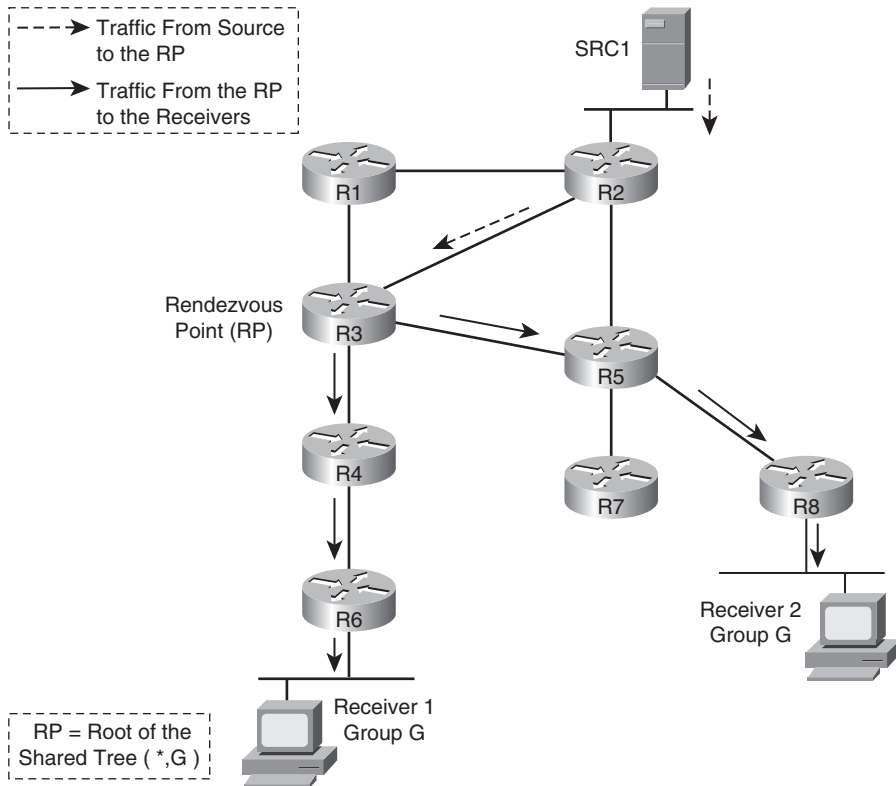 Traffic From Source
to the RP
Traffic From the RP
to the Receivers
SRC1
R1
R2
Rendezvous
Point (RP)
R3
R5
R4
R7
R8
R6
Receiver 2
Group G
Receiver 1
Group G
RP = Root of the
Shared Tree ( *,G )